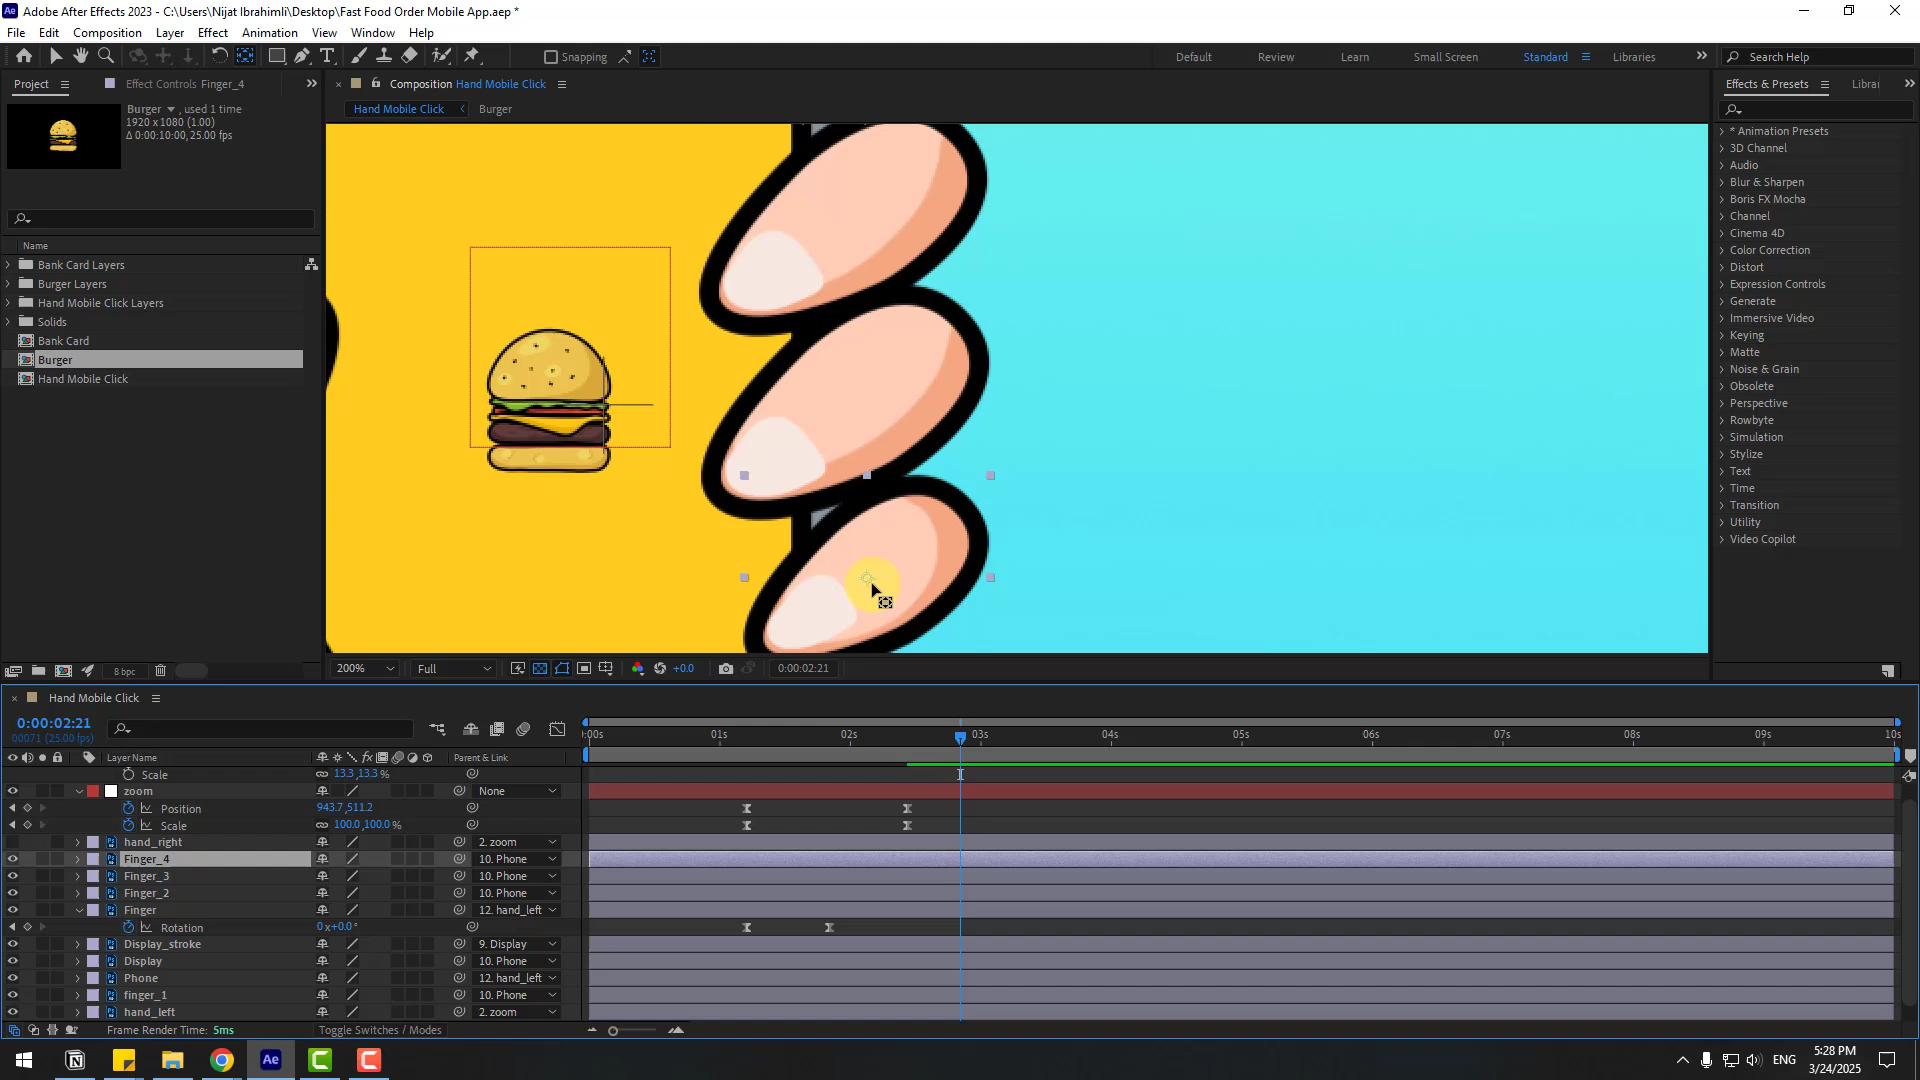 Adobe After Effects 2023 - C:\Users\Nijat Ibrahimli\Desktop\Fast Food Order Mobile App.aep *
File Edit Composition Layer Effect Animation View Window Help
Snapping
Default Review Learn Small Screen Standard Libraries
Search Help
Project
Effect Controls Finger_4
Composition Hand Mobile Click
Effects & Presets
Librar
Burger , used 1 time
1920 x 1080 (1.00)
Δ 0:00:10:00, 25.00 fps
Hand Mobile Click
Burger
Name
Bank Card Layers
Burger Layers
Hand Mobile Click Layers
Solids
Bank Card
Burger
Hand Mobile Click
* Animation Presets
3D Channel
Audio
Blur & Sharpen
Boris FX Mocha
Channel
Cinema 4D
Color Correction
Distort
Expression Controls
Generate
Immersive Video
Keying
Matte
Noise & Grain
Obsolete
Perspective
Rowbyte
Simulation
Stylize
Text
Time
Transition
Utility
Video Copilot
8 bpc
200%
Full
+0.0
0:00:02:21
Hand Mobile Click
0:00:02:21
00071 (25.00 fps)
):00s 01s 02s 03s 04s 05s 06s 07s 08s 09s 10s
Layer Name
fx
Parent & Link
Scale 13.3,13.3 %
zoom None
Position 943.7,511.2
Scale 100.0,100.0 %
hand_right 2. zoom
Finger_4 10. Phone
Finger_3 10. Phone
Finger_2 10. Phone
Finger 12. hand_left
Rotation 0x+0.0°
Display_stroke 9. Display
Display 10. Phone
Phone 12. hand_left
finger_1 10. Phone
hand_left 2. zoom
Frame Render Time: 5ms
Toggle Switches / Modes
Ae
ENG
5:28 PM
3/24/2025